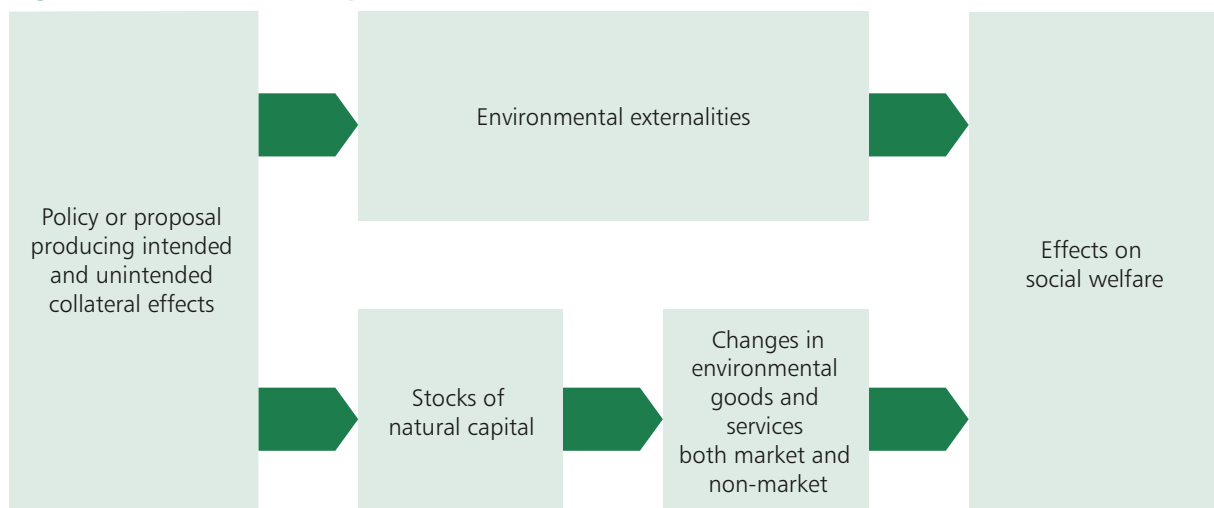 Policy or proposal
producing intended
and unintended
collateral effects
Environmental externalities
Stocks of
natural capital
Changes in
environmental
goods and
services
both market and
non-market
Effects on
social welfare